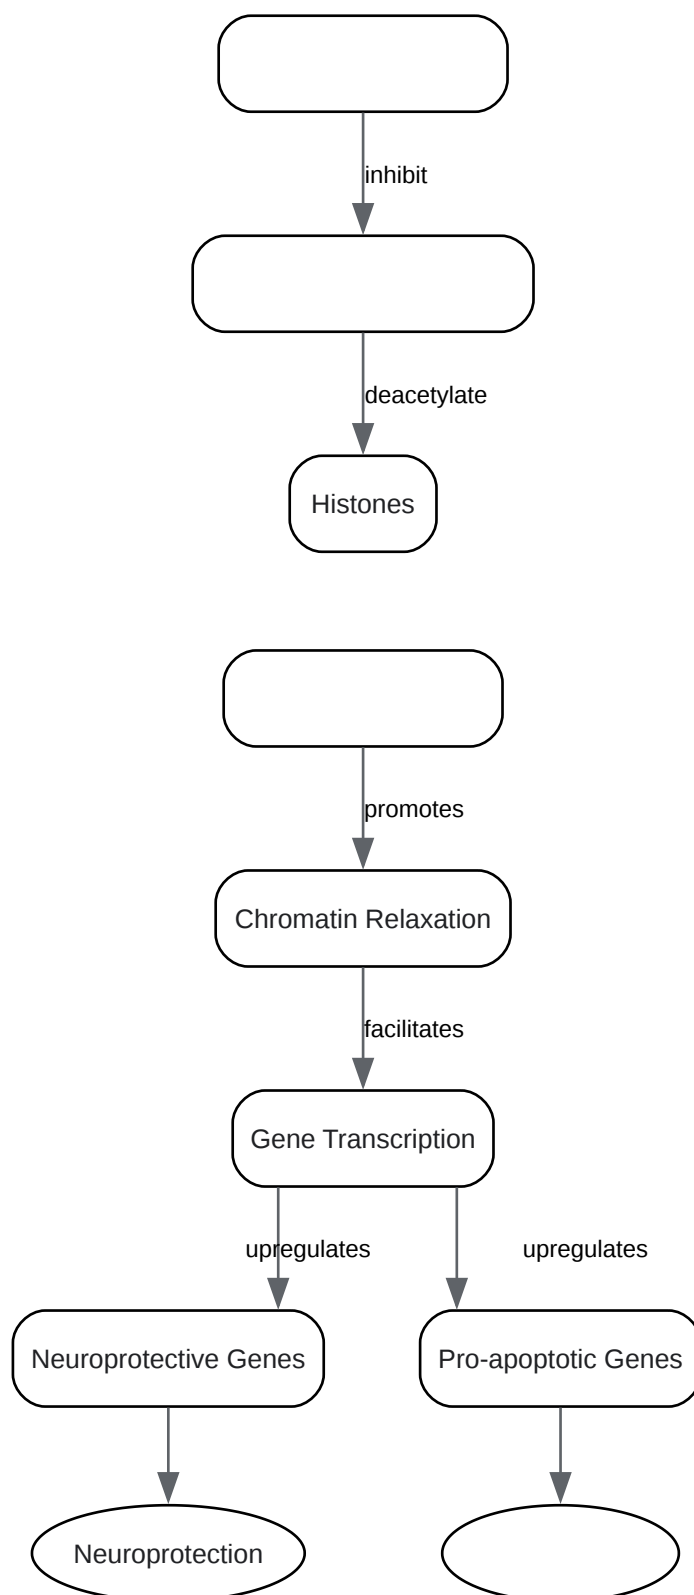 inhibit
deacetylate
Histones
promotes
Chromatin Relaxation
facilitates
Gene Transcription
upregulates
upregulates
Neuroprotective Genes
Pro-apoptotic Genes
Neuroprotection